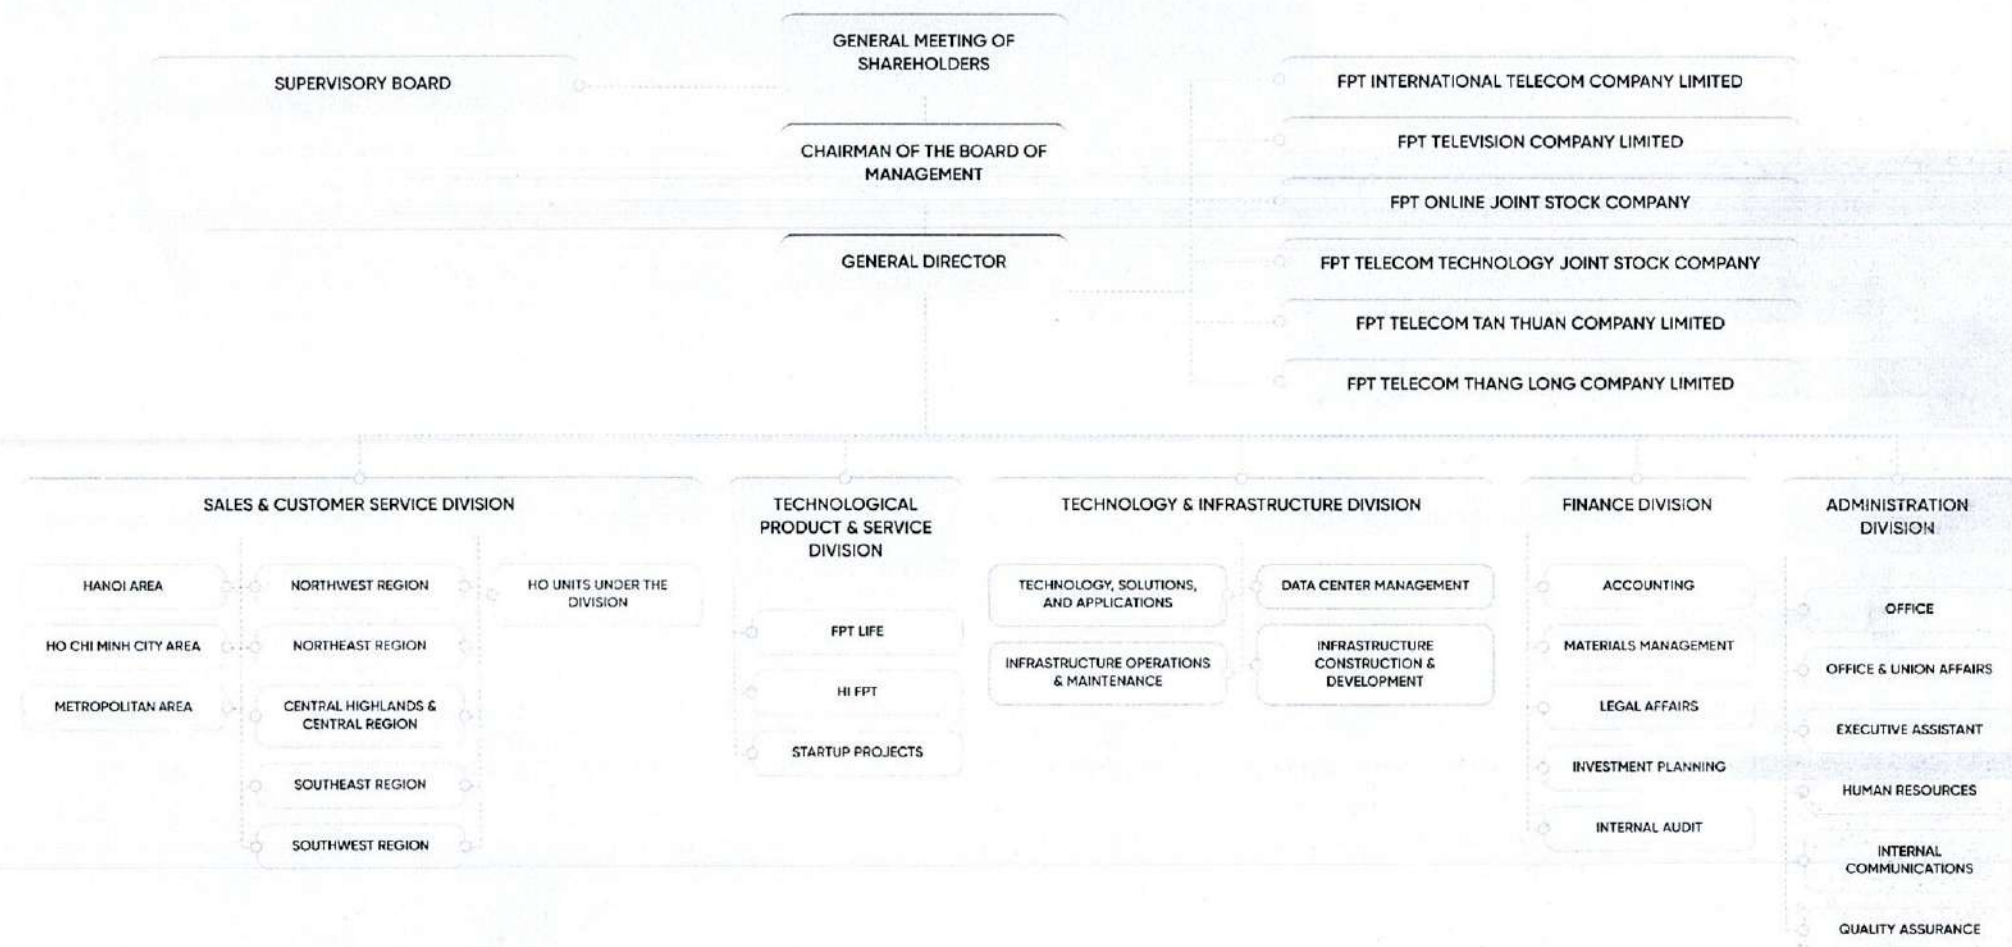 GENERAL MEETING OF
SHAREHOLDERS
SUPERVISORY BOARD
CHAIRMAN OF THE BOARD OF
MANAGEMENT
GENERAL DIRECTOR
FPT INTERNATIONAL TELECOM COMPANY LIMITED
FPT TELEVISION COMPANY LIMITED
FPT ONLINE JOINT STOCK COMPANY
FPT TELECOM TECHNOLOGY JOINT STOCK COMPANY
FPT TELECOM TAN THUAN COMPANY LIMITED
FPT TELECOM THANG LONG COMPANY LIMITED
SALES & CUSTOMER SERVICE DIVISION
HANOI AREA
HO CHI MINH CITY AREA
METROPOLITAN AREA
NORTHWEST REGION
NORTHEAST REGION
CENTRAL HIGHLANDS &
CENTRAL REGION
SOUTHEAST REGION
SOUTHWEST REGION
HO UNITS UNDER THE
DIVISION
TECHNOLOGICAL
PRODUCT & SERVICE
DIVISION
FPT LIFE
HI FPT
STARTUP PROJECTS
TECHNOLOGY & INFRASTRUCTURE DIVISION
TECHNOLOGY, SOLUTIONS,
AND APPLICATIONS
INFRASTRUCTURE OPERATIONS
& MAINTENANCE
DATA CENTER MANAGEMENT
INFRASTRUCTURE
CONSTRUCTION &
DEVELOPMENT
FINANCE DIVISION
ACCOUNTING
MATERIALS MANAGEMENT
LEGAL AFFAIRS
INVESTMENT PLANNING
INTERNAL AUDIT
ADMINISTRATION
DIVISION
OFFICE
OFFICE & UNION AFFAIRS
EXECUTIVE ASSISTANT
HUMAN RESOURCES
INTERNAL
COMMUNICATIONS
QUALITY ASSURANCE